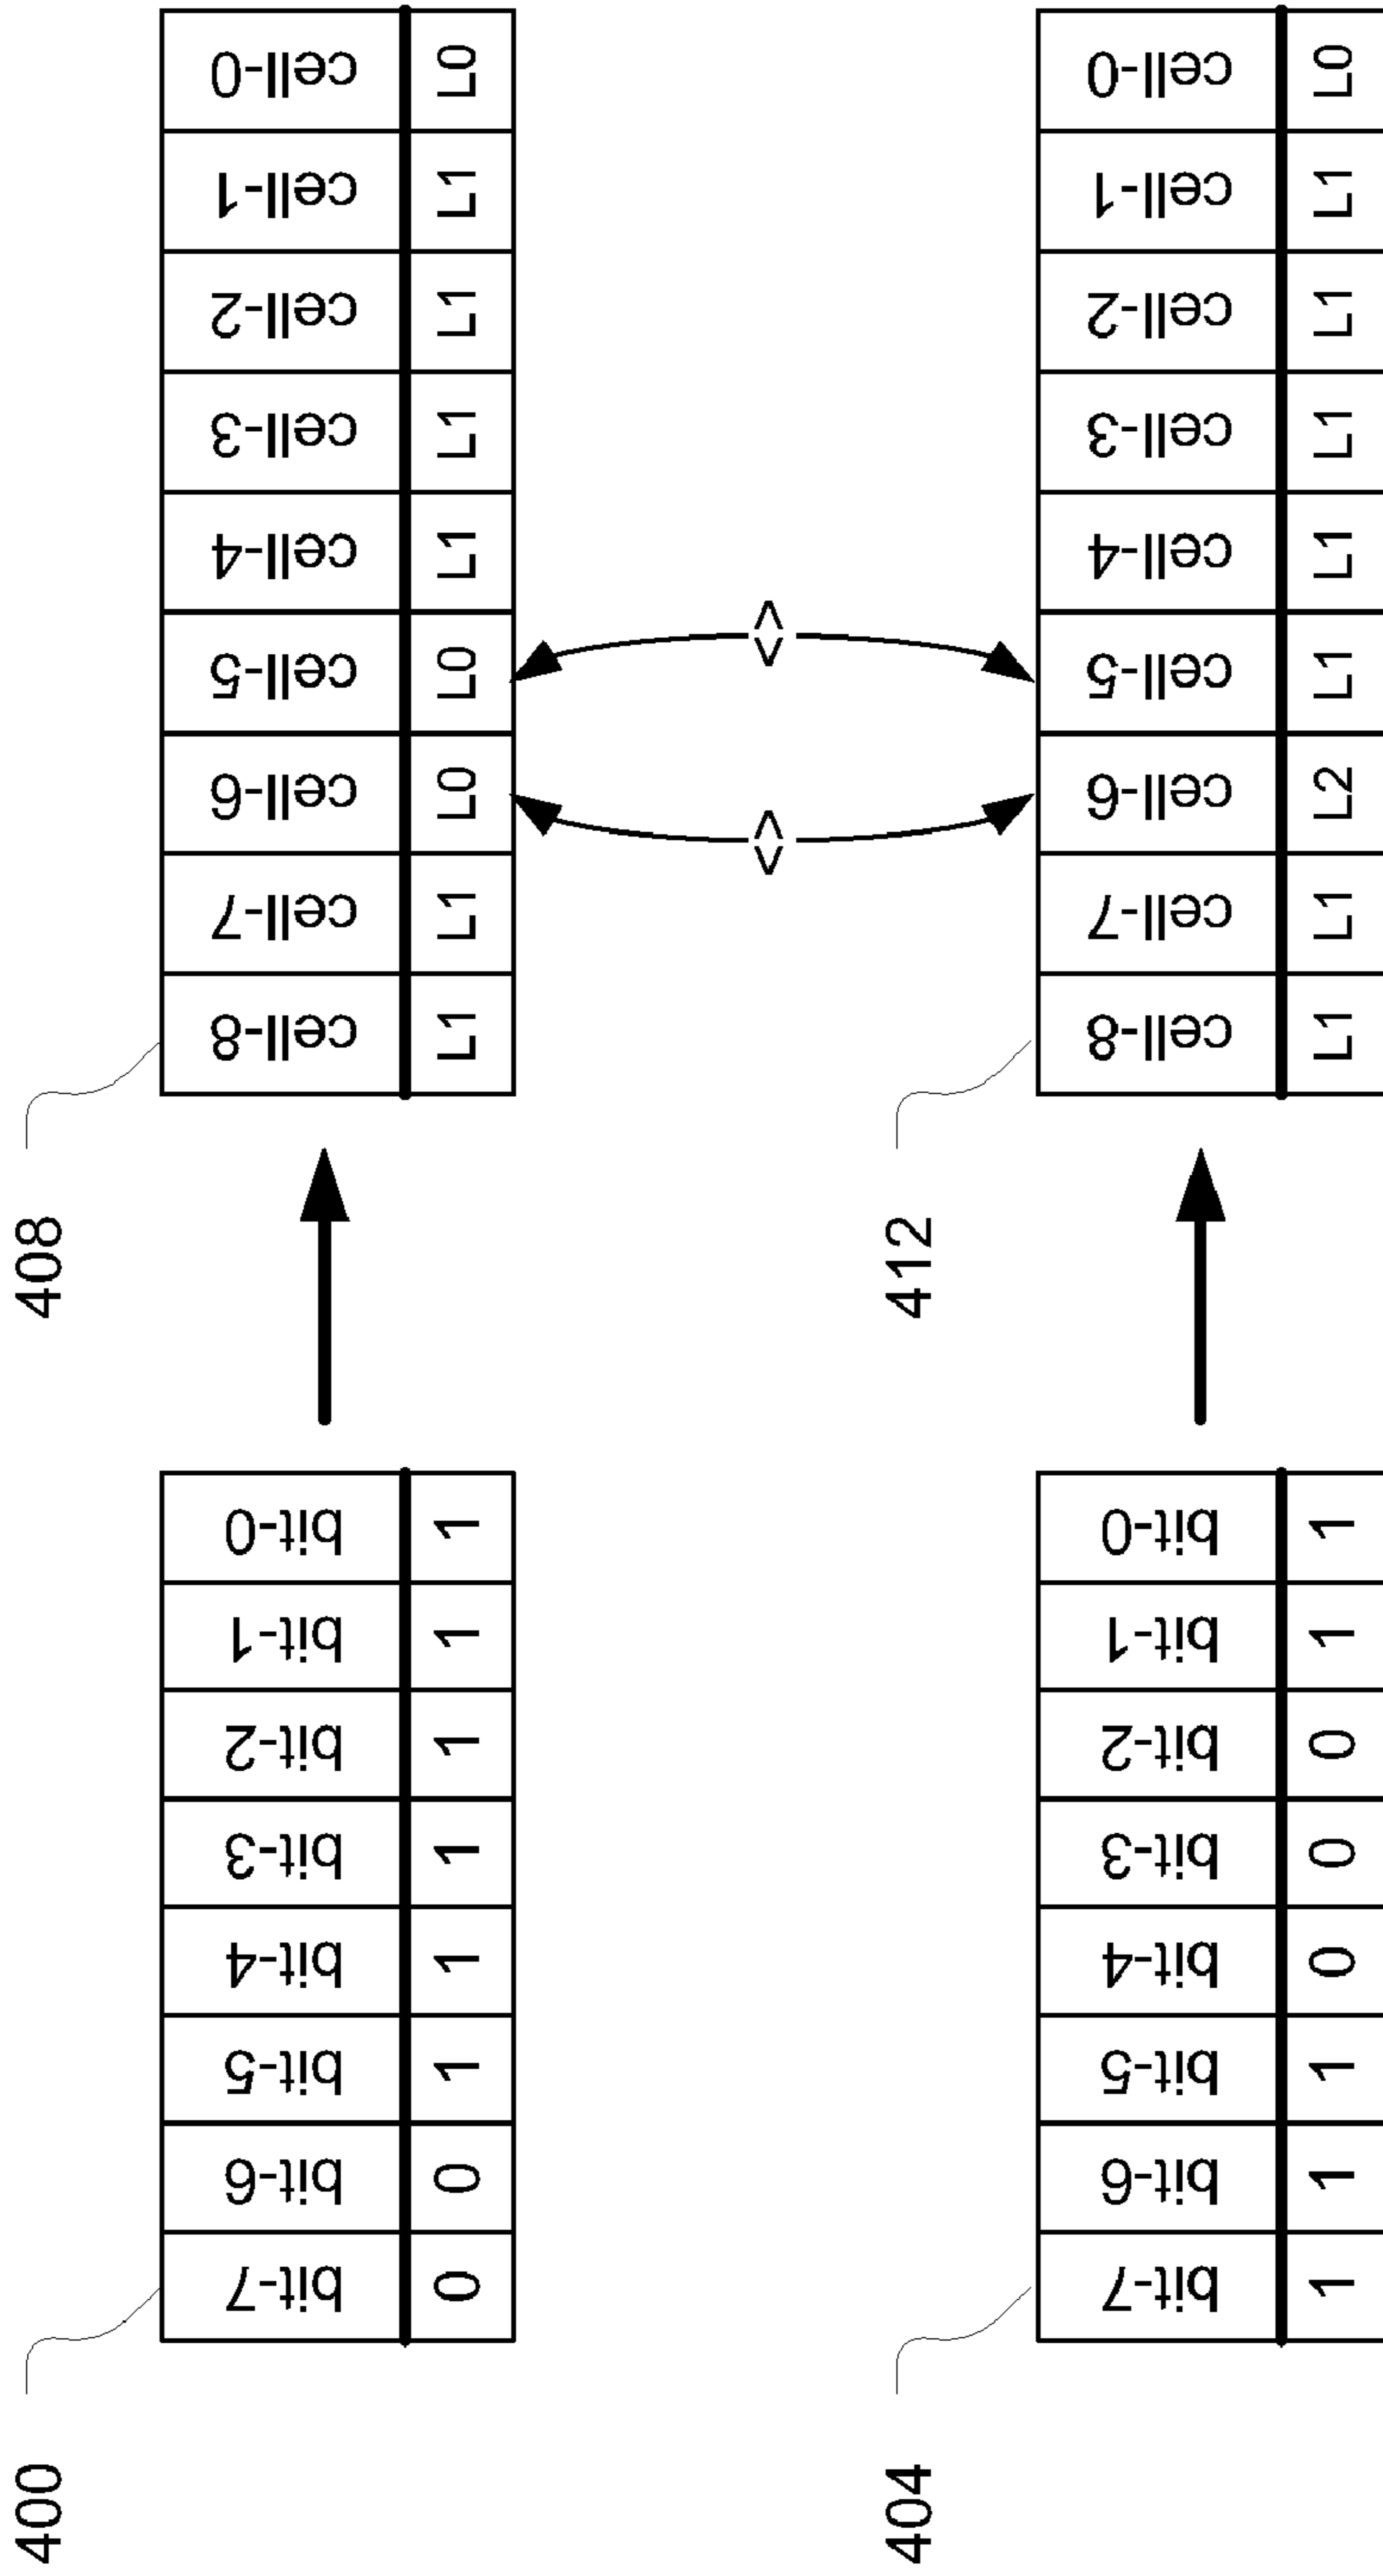 400
408
bit-7 bit-6 bit-5 bit-4 bit-3 bit-2 bit-1 bit-0
0 0 1 1 1 1 1 1
cell-8 cell-7 cell-6 cell-5 cell-4 cell-3 cell-2 cell-1 cell-0
L1 L1 L0 L0 L1 L1 L1 L1 L0
<> <>
404
412
bit-7 bit-6 bit-5 bit-4 bit-3 bit-2 bit-1 bit-0
1 1 1 0 0 0 1 1
cell-8 cell-7 cell-6 cell-5 cell-4 cell-3 cell-2 cell-1 cell-0
L1 L1 L2 L1 L1 L1 L1 L1 L0